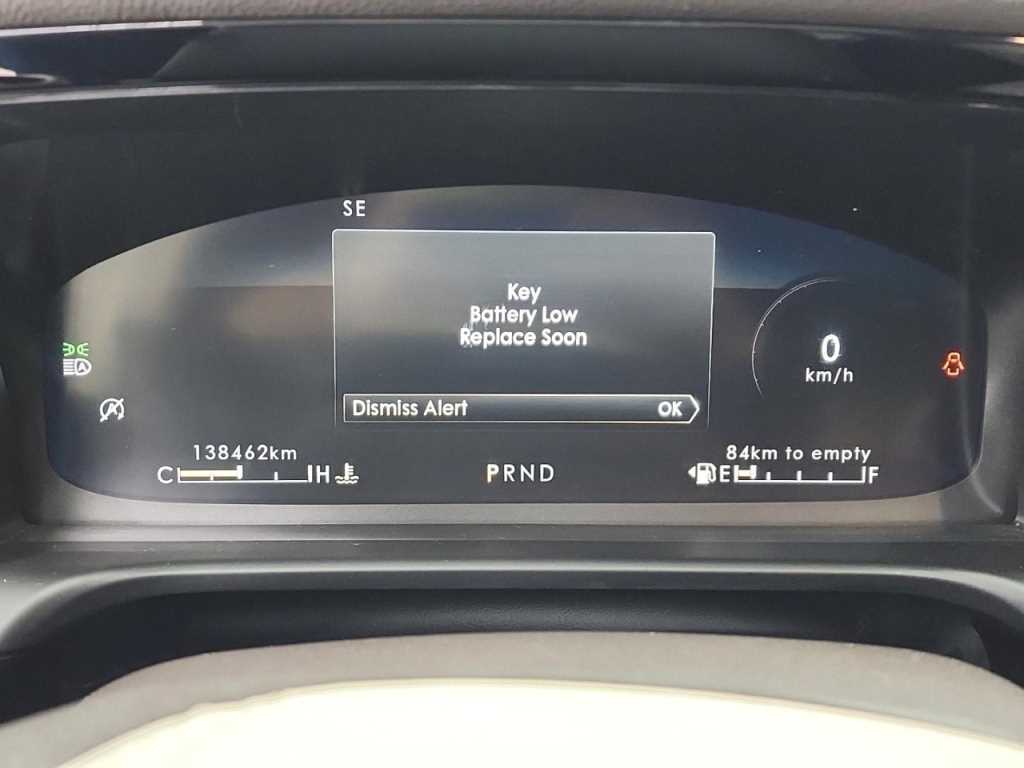 SE
Key
Battery Low
Replace Soon
0
km/h
Dismiss Alert OK
138462km
84km to empty
C H
PRND
E F